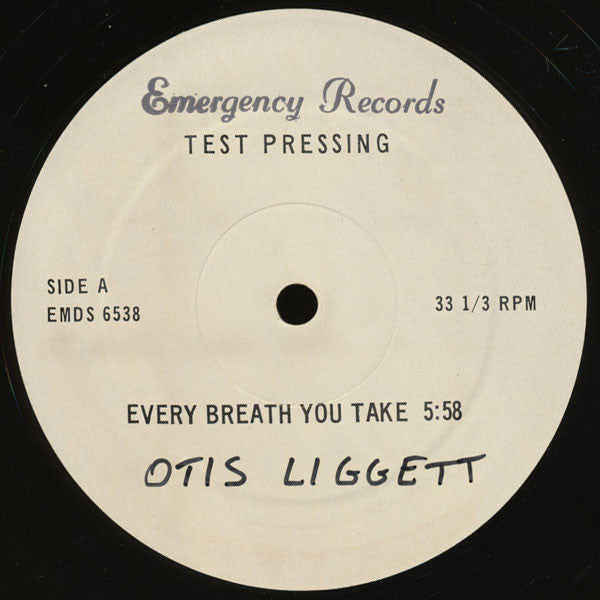 Emergency Records
TEST PRESSING
SIDE A
EMDS 6538
33 1/3 RPM
EVERY BREATH YOU TAKE 5:58
OTIS LIGGETT